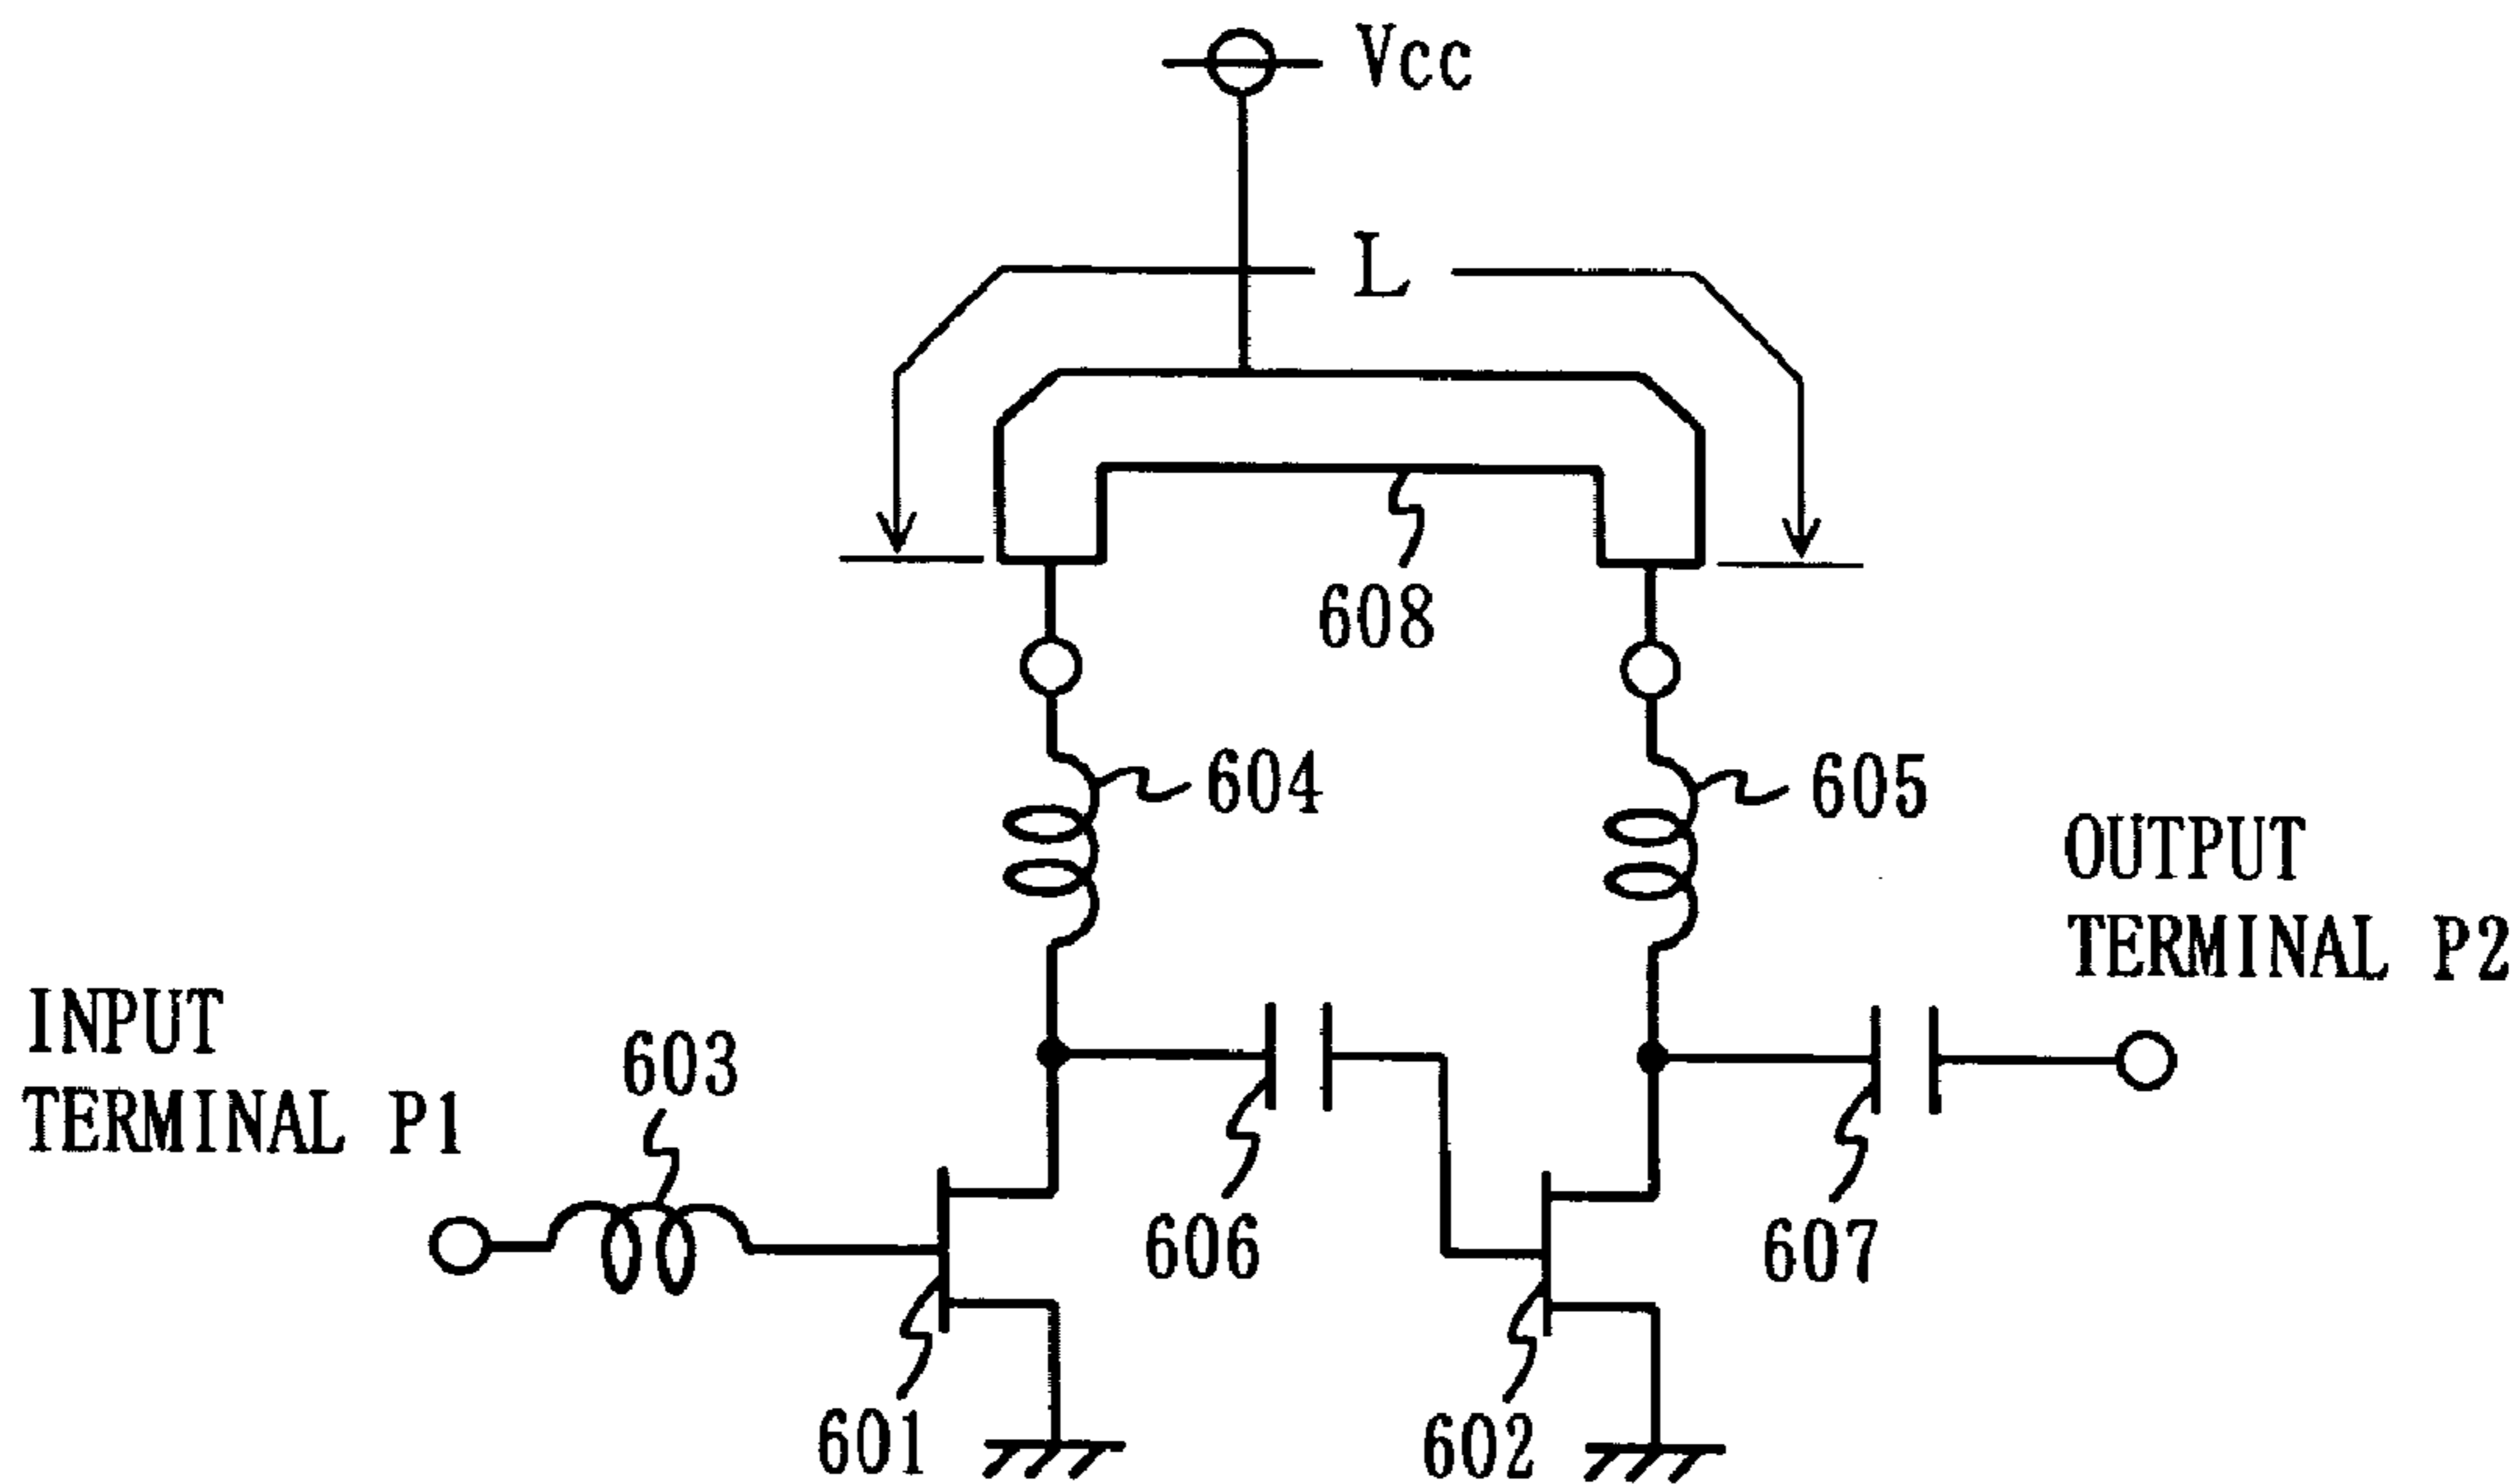 Vcc
L
608
604
605
OUTPUT
TERMINAL P2
INPUT
TERMINAL P1
603
606
607
601
602